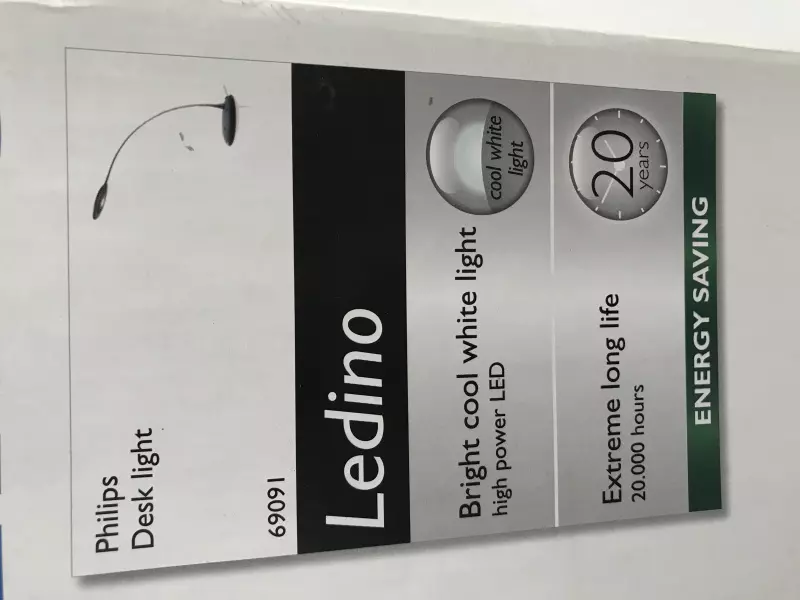 Philips
Desk light
69091
Ledino
Bright cool white light
high power LED
cool white
light
Extreme long life
20.000 hours
20
years
ENERGY SAVING